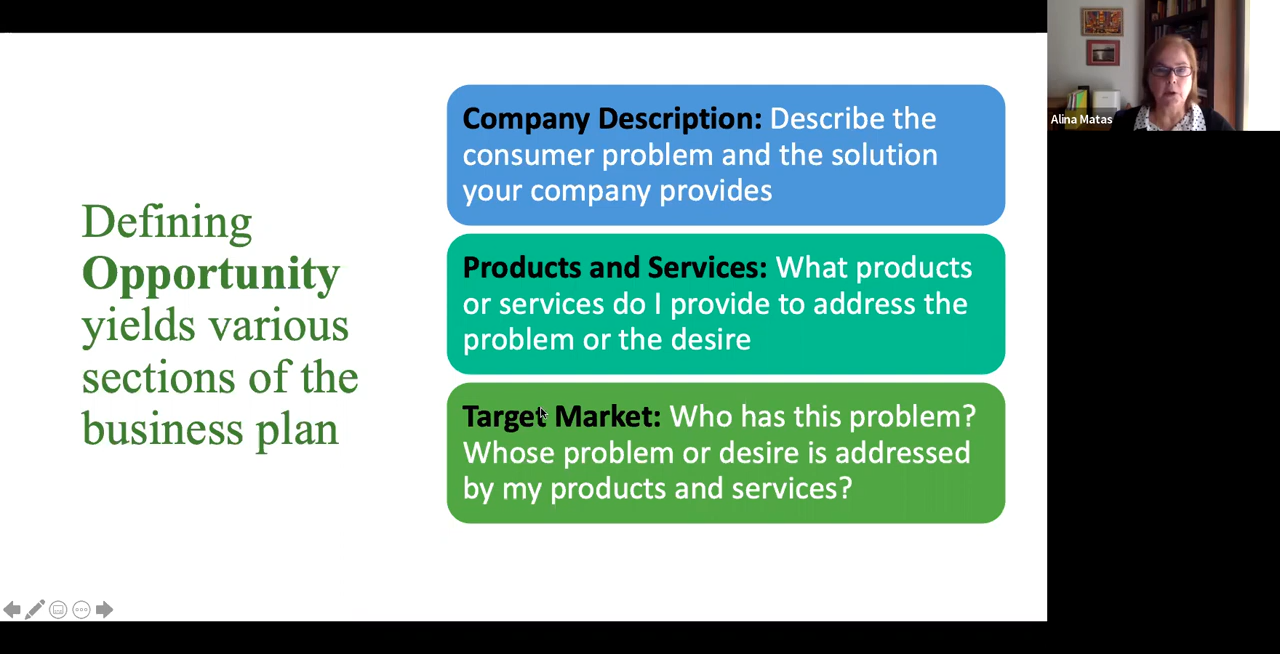 Defining
Opportunity
yields various
sections of the
business plan
Company Description: Describe the
consumer problem and the solution
your company provides
Products and Services: What products
or services do I provide to address the
problem or the desire
Target Market: Who has this problem?
Whose problem or desire is addressed
by my products and services?
Alina Matas